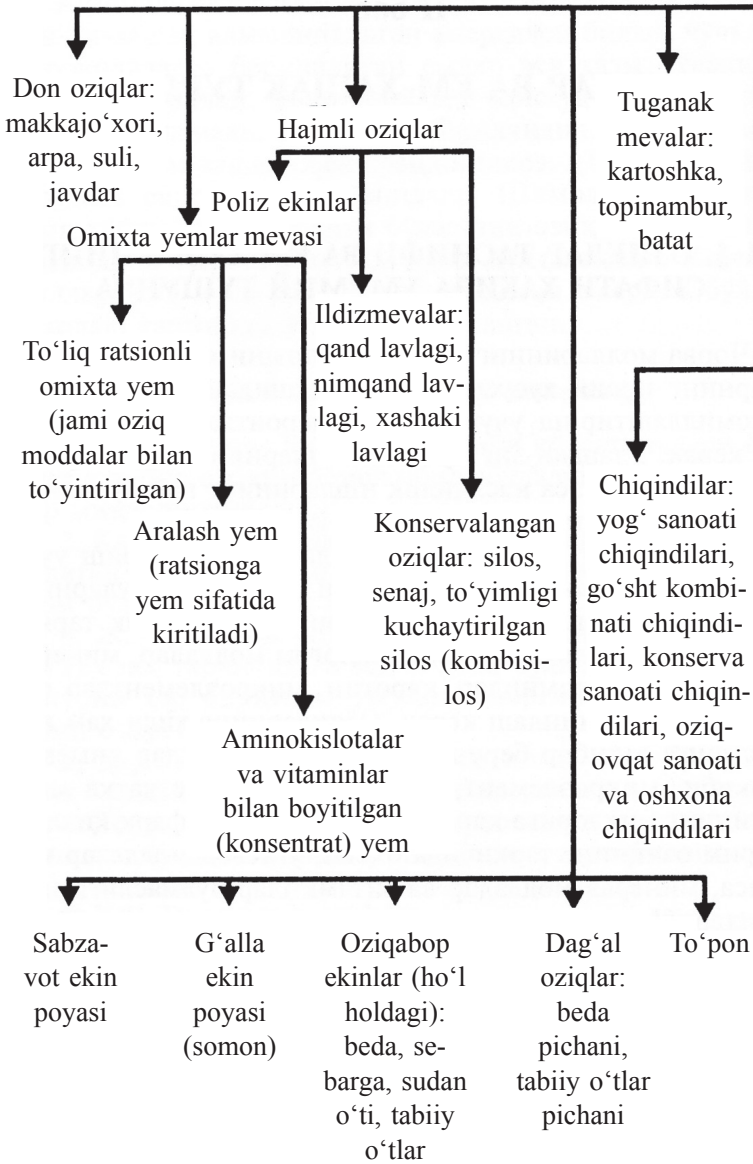 Don oziqlar:
makkajo‘xori,
arpa, suli,
javdar
Hajmli oziqlar
Tuganak
mevalar:
kartoshka,
topinambur,
batat
Poliz ekinlar
mevasi
Omixta yemlar
To‘liq ratsionli
omixta yem
(jami oziq
moddalar bilan
to‘yintirilgan)
Ildizmevalar:
qand lavlagi,
nimqand lav-
lagi, xashaki
lavlagi
Aralash yem
(ratsionga
yem sifatida
kiritiladi)
Konservalangan
oziqlar: silos,
senaj, to‘yimligi
kuchaytirilgan
silos (kombisi-
los)
Chiqindilar:
yog‘ sanoati
chiqindilari,
go‘sht kombi-
nati chiqindi-
lari, konserva
sanoati chiqin-
dilari, oziq-
ovqat sanoati
va oshxona
chiqindilari
Aminokislotalar
va vitaminlar
bilan boyitilgan
(konsentrat) yem
Sabza-
vot ekin
poyasi
G‘alla
ekin
poyasi
(somon)
Oziqabop
ekinlar (ho‘l
holdagi):
beda, se-
barga, sudan
o‘ti, tabiiy
o‘tlar
Dag‘al
oziqlar:
beda
pichani,
tabiiy o‘tlar
pichani
To‘pon